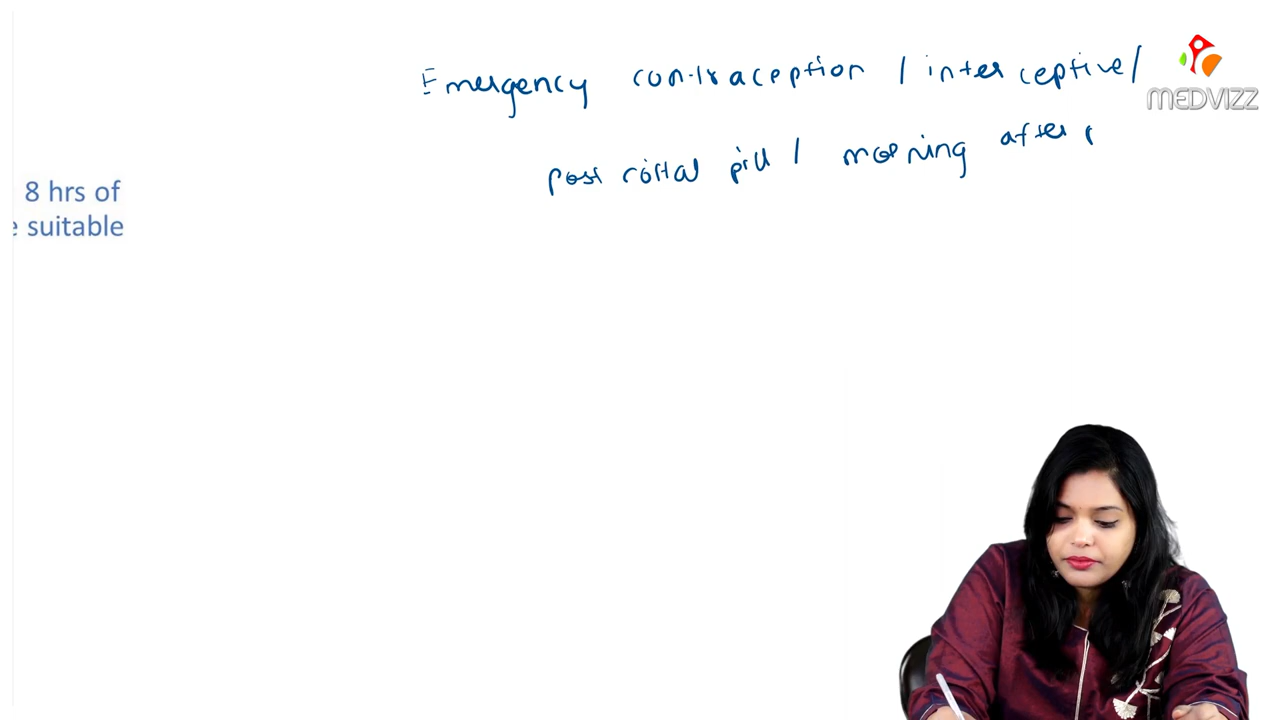 Emergency contraception / interceptive/
post coital pill / morning after
MEDVIZZ
8 hrs of
e suitable